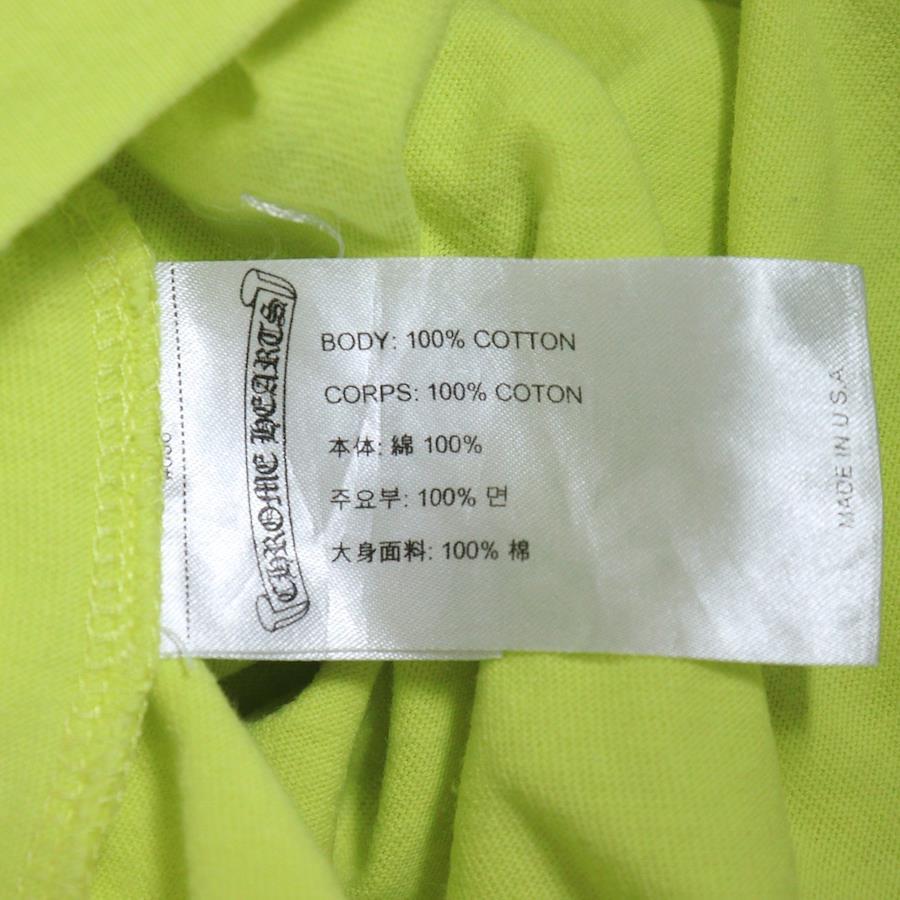 CHROME HEARTS
BODY: 100% COTTON
CORPS: 100% COTON
本体: 綿 100%
주요부: 100% 면
大身面料: 100% 棉
MADE IN U.S.A.